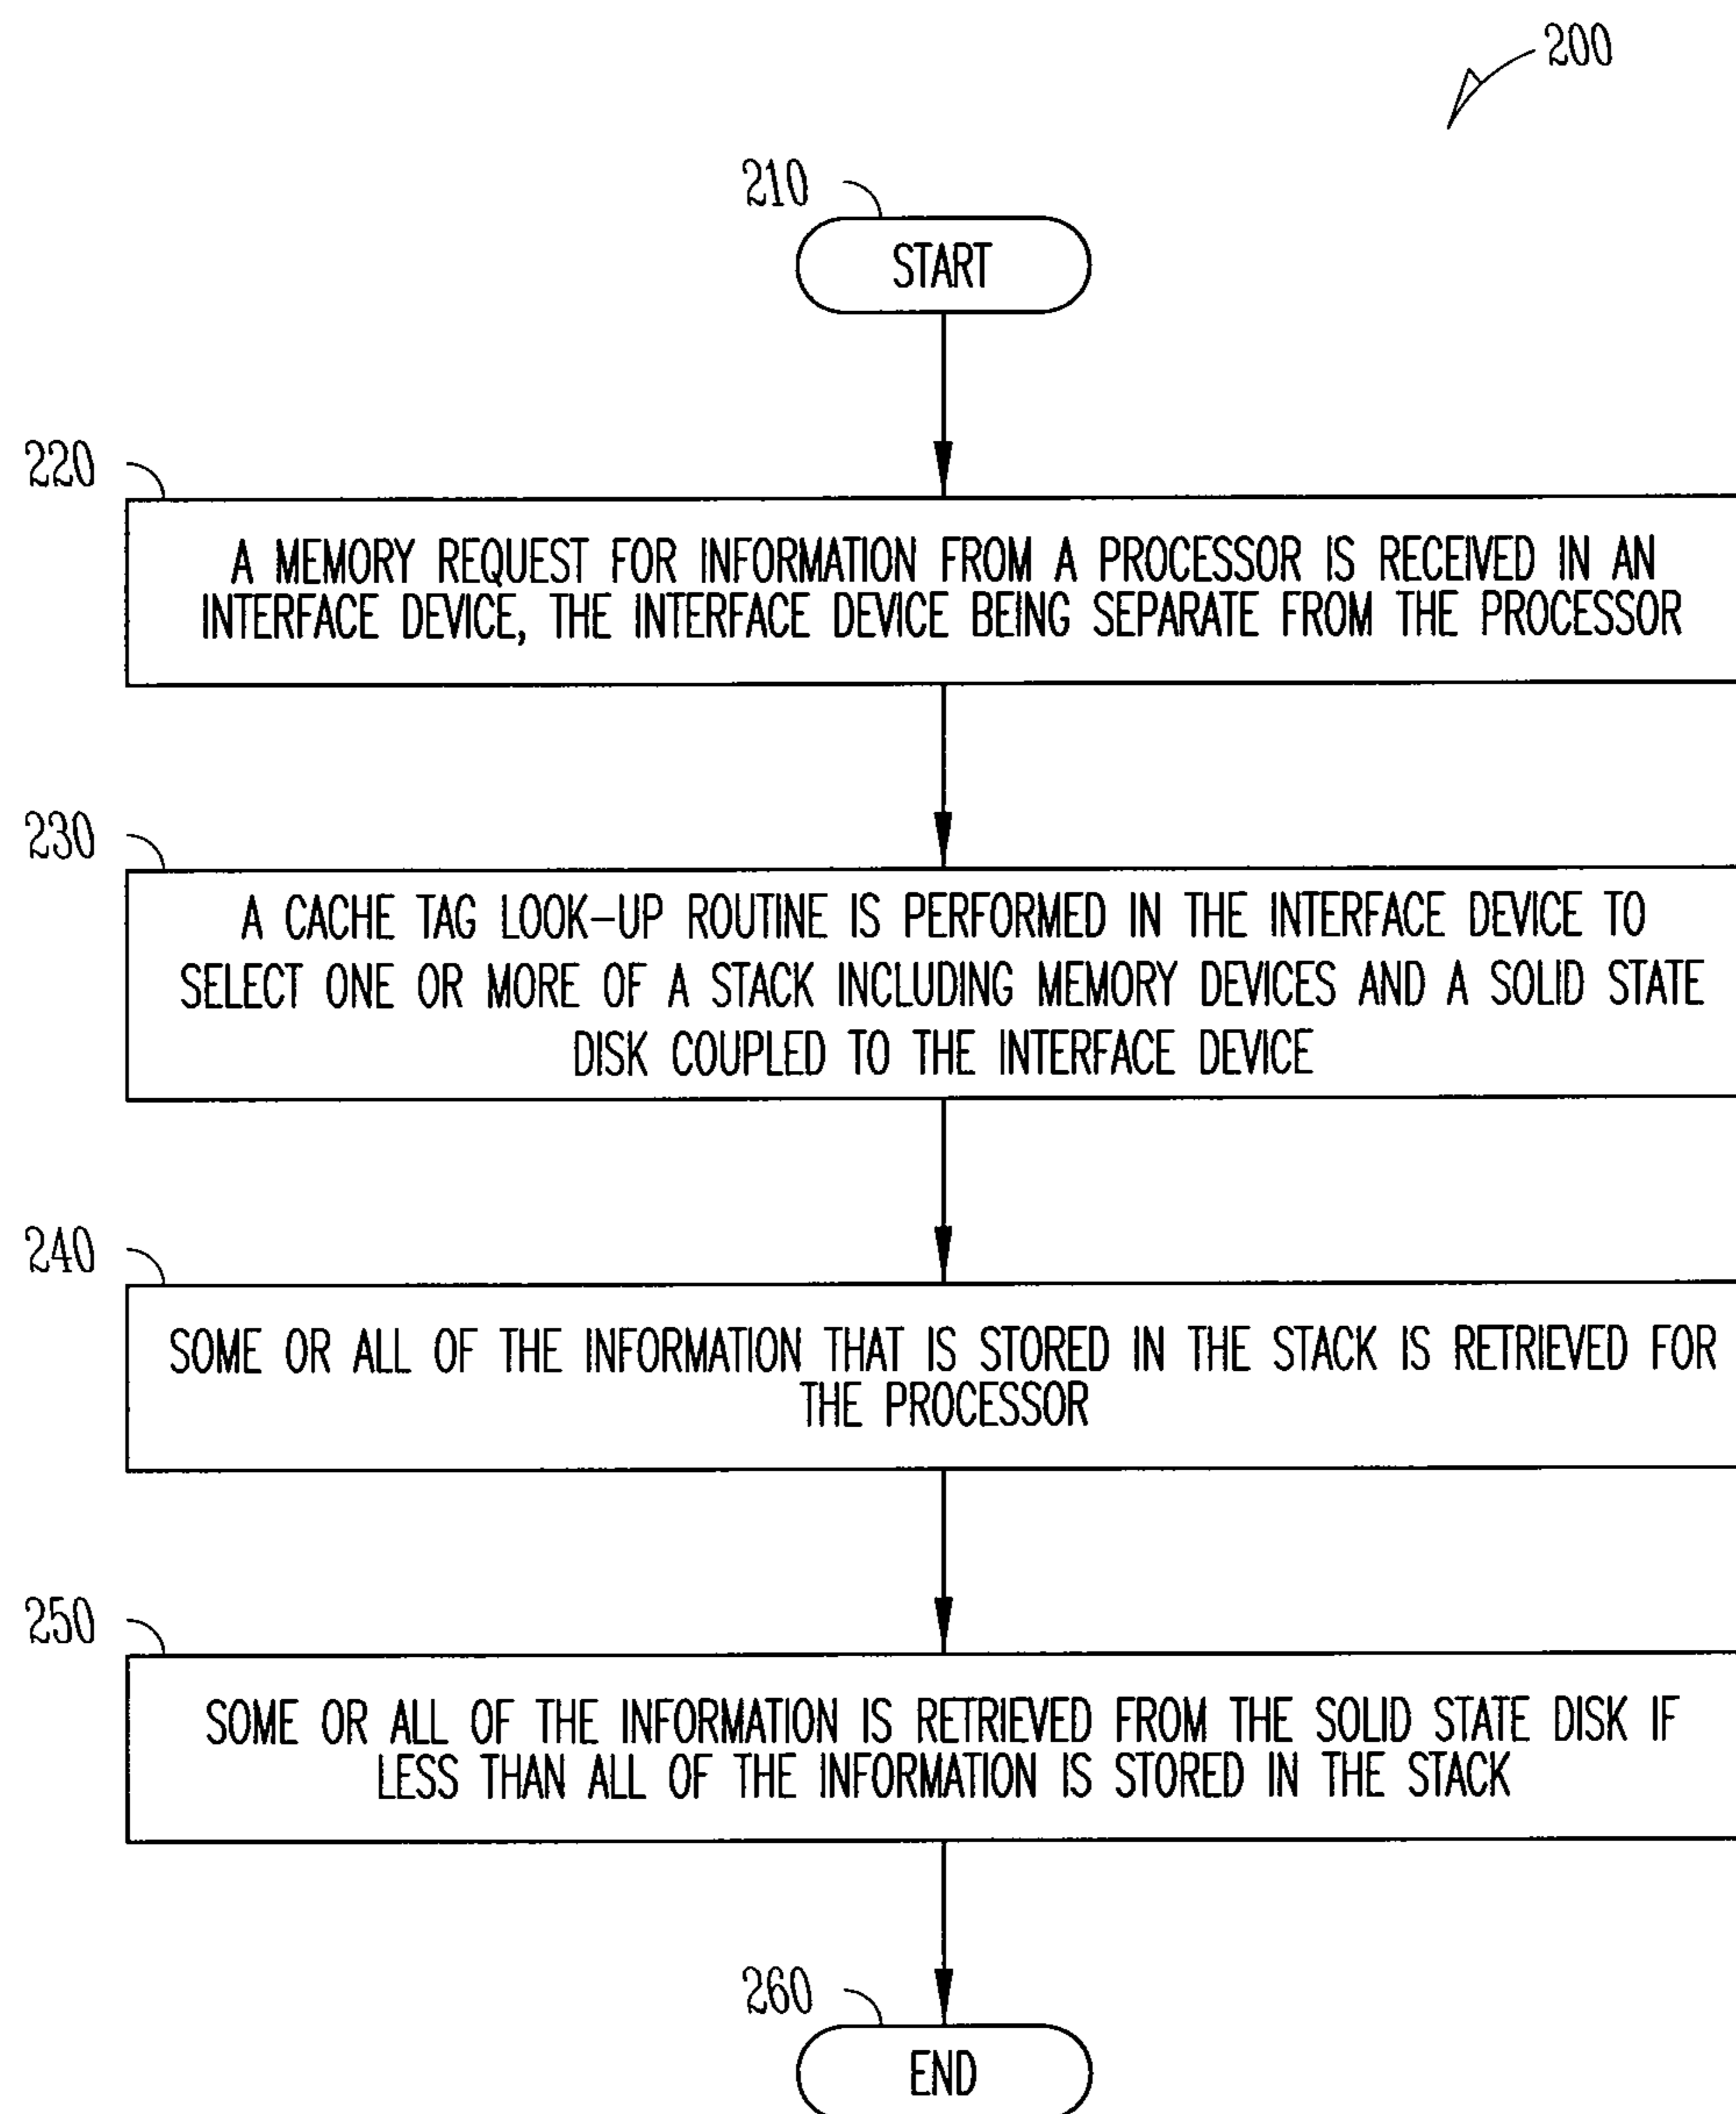 200
210
START
220
A MEMORY REQUEST FOR INFORMATION FROM A PROCESSOR IS RECEIVED IN AN
INTERFACE DEVICE, THE INTERFACE DEVICE BEING SEPARATE FROM THE PROCESSOR
230
A CACHE TAG LOOK-UP ROUTINE IS PERFORMED IN THE INTERFACE DEVICE TO
SELECT ONE OR MORE OF A STACK INCLUDING MEMORY DEVICES AND A SOLID STATE
DISK COUPLED TO THE INTERFACE DEVICE
240
SOME OR ALL OF THE INFORMATION THAT IS STORED IN THE STACK IS RETRIEVED FOR
THE PROCESSOR
250
SOME OR ALL OF THE INFORMATION IS RETRIEVED FROM THE SOLID STATE DISK IF
LESS THAN ALL OF THE INFORMATION IS STORED IN THE STACK
260
END